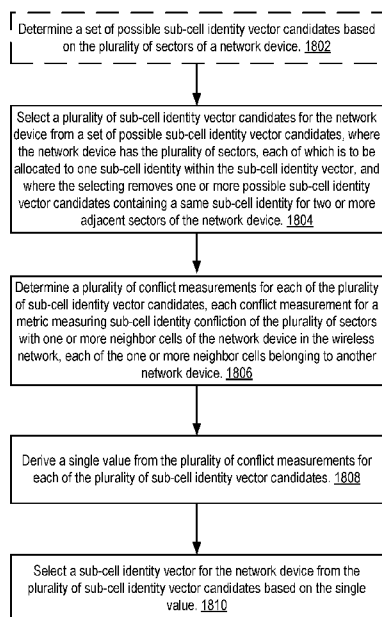 Determine a set of possible sub-cell identity vector candidates
based on the plurality of sectors of a network device. 1802
Select a plurality of sub-cell identity vector candidates for the network
device from a set of possible sub-cell identity vector candidates, where
the network device has the plurality of sectors, each of which is to be
allocated to one sub-cell identity within the sub-cell identity vector, and
where the selecting removes one or more possible sub-cell identity
vector candidates containing a same sub-cell identity for two or more
adjacent sectors of the network device. 1804
Determine a plurality of conflict measurements for each of the plurality
of sub-cell identity vector candidates, each conflict measurement for a
metric measuring sub-cell identity confliction of the plurality of sectors
with one or more neighbor cells of the network device in the wireless
network, each of the one or more neighbor cells belonging to another
network device. 1806
Derive a single value from the plurality of conflict measurements for
each of the plurality of sub-cell identity vector candidates. 1808
Select a sub-cell identity vector for the network device from the
plurality of sub-cell identity vector candidates based on the single
value. 1810